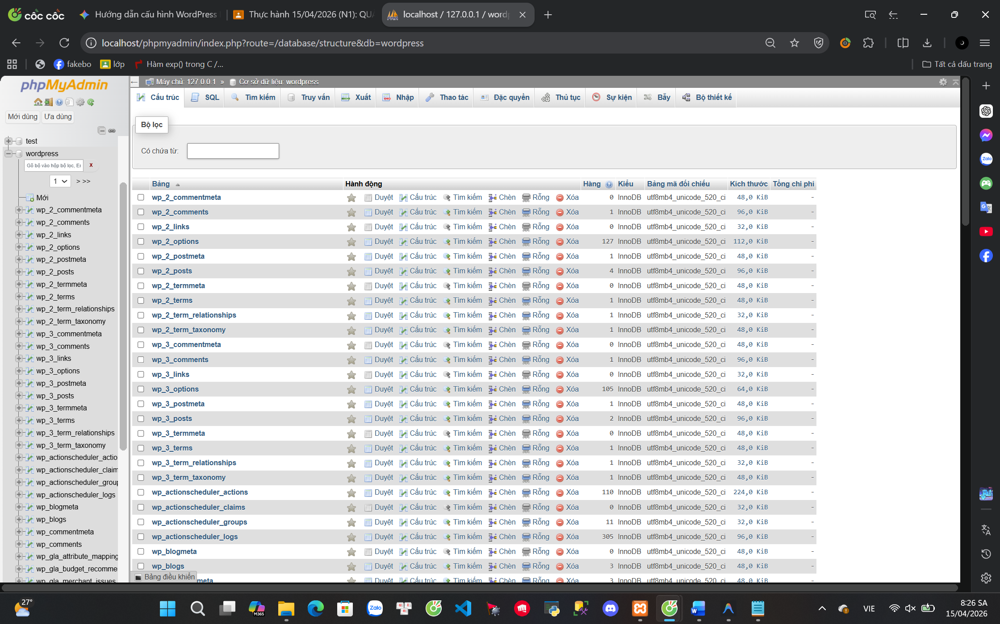 cốc cốc
Hướng dẫn cấu hình WordPress
Thực hành 15/04/2026 (N1): QUẢ
localhost / 127.0.0.1 / wordp
localhost/phpmyadmin/index.php?route=/database/structure&db=wordpress
fakebo
lớp
Hàm exp() trong C /...
Tất cả dấu trang
phpMyAdmin
Mới dùng
Ưa dùng
test
wordpress
Gõ bộ vào hộp bộ lọc, En
X
1
> >>
Mới
wp_2_commentmeta
wp_2_comments
wp_2_links
wp_2_options
wp_2_postmeta
wp_2_posts
wp_2_termmeta
wp_2_terms
wp_2_term_relationships
wp_2_term_taxonomy
wp_3_commentmeta
wp_3_comments
wp_3_links
wp_3_options
wp_3_postmeta
wp_3_posts
wp_3_termmeta
wp_3_terms
wp_3_term_relationships
wp_3_term_taxonomy
wp_actionscheduler_actio
wp_actionscheduler_claim
wp_actionscheduler_group
wp_actionscheduler_logs
wp_blogmeta
wp_blogs
wp_commentmeta
wp_comments
wp_gla_attribute_mapping
wp_gla_budget_recomme
wp_gla_merchant_issues
Máy chủ: 127.0.0.1 » Cơ sở dữ liệu: wordpress
Cấu trúc SQL Tìm kiếm Truy vấn Xuất Nhập Thao tác Đặc quyền Thủ tục Sự kiện Bẫy Bộ thiết kế
Bộ lọc
Có chứa từ:
Bảng Hành động Hàng Kiểu Bảng mã đối chiếu Kích thước Tổng chi phí
wp_2_commentmeta Duyệt Cấu trúc Tìm kiếm Chèn Rỗng Xóa 0 InnoDB utf8mb4_unicode_520_ci 48,0 KiB -
wp_2_comments Duyệt Cấu trúc Tìm kiếm Chèn Rỗng Xóa 1 InnoDB utf8mb4_unicode_520_ci 96,0 KiB -
wp_2_links Duyệt Cấu trúc Tìm kiếm Chèn Rỗng Xóa 0 InnoDB utf8mb4_unicode_520_ci 32,0 KiB -
wp_2_options Duyệt Cấu trúc Tìm kiếm Chèn Rỗng Xóa 127 InnoDB utf8mb4_unicode_520_ci 112,0 KiB -
wp_2_postmeta Duyệt Cấu trúc Tìm kiếm Chèn Rỗng Xóa 1 InnoDB utf8mb4_unicode_520_ci 48,0 KiB -
wp_2_posts Duyệt Cấu trúc Tìm kiếm Chèn Rỗng Xóa 4 InnoDB utf8mb4_unicode_520_ci 96,0 KiB -
wp_2_termmeta Duyệt Cấu trúc Tìm kiếm Chèn Rỗng Xóa 0 InnoDB utf8mb4_unicode_520_ci 48,0 KiB -
wp_2_terms Duyệt Cấu trúc Tìm kiếm Chèn Rỗng Xóa 1 InnoDB utf8mb4_unicode_520_ci 48,0 KiB -
wp_2_term_relationships Duyệt Cấu trúc Tìm kiếm Chèn Rỗng Xóa 1 InnoDB utf8mb4_unicode_520_ci 32,0 KiB -
wp_2_term_taxonomy Duyệt Cấu trúc Tìm kiếm Chèn Rỗng Xóa 1 InnoDB utf8mb4_unicode_520_ci 48,0 KiB -
wp_3_commentmeta Duyệt Cấu trúc Tìm kiếm Chèn Rỗng Xóa 0 InnoDB utf8mb4_unicode_520_ci 48,0 KiB -
wp_3_comments Duyệt Cấu trúc Tìm kiếm Chèn Rỗng Xóa 1 InnoDB utf8mb4_unicode_520_ci 96,0 KiB -
wp_3_links Duyệt Cấu trúc Tìm kiếm Chèn Rỗng Xóa 0 InnoDB utf8mb4_unicode_520_ci 32,0 KiB -
wp_3_options Duyệt Cấu trúc Tìm kiếm Chèn Rỗng Xóa 105 InnoDB utf8mb4_unicode_520_ci 64,0 KiB -
wp_3_postmeta Duyệt Cấu trúc Tìm kiếm Chèn Rỗng Xóa 1 InnoDB utf8mb4_unicode_520_ci 48,0 KiB -
wp_3_posts Duyệt Cấu trúc Tìm kiếm Chèn Rỗng Xóa 2 InnoDB utf8mb4_unicode_520_ci 96,0 KiB -
wp_3_termmeta Duyệt Cấu trúc Tìm kiếm Chèn Rỗng Xóa 0 InnoDB utf8mb4_unicode_520_ci 48,0 KiB -
wp_3_terms Duyệt Cấu trúc Tìm kiếm Chèn Rỗng Xóa 1 InnoDB utf8mb4_unicode_520_ci 48,0 KiB -
wp_3_term_relationships Duyệt Cấu trúc Tìm kiếm Chèn Rỗng Xóa 1 InnoDB utf8mb4_unicode_520_ci 32,0 KiB -
wp_3_term_taxonomy Duyệt Cấu trúc Tìm kiếm Chèn Rỗng Xóa 1 InnoDB utf8mb4_unicode_520_ci 48,0 KiB -
wp_actionscheduler_actions Duyệt Cấu trúc Tìm kiếm Chèn Rỗng Xóa 110 InnoDB utf8mb4_unicode_520_ci 224,0 KiB -
wp_actionscheduler_claims Duyệt Cấu trúc Tìm kiếm Chèn Rỗng Xóa 0 InnoDB utf8mb4_unicode_520_ci 32,0 KiB -
wp_actionscheduler_groups Duyệt Cấu trúc Tìm kiếm Chèn Rỗng Xóa 11 InnoDB utf8mb4_unicode_520_ci 32,0 KiB -
wp_actionscheduler_logs Duyệt Cấu trúc Tìm kiếm Chèn Rỗng Xóa 305 InnoDB utf8mb4_unicode_520_ci 96,0 KiB -
wp_blogmeta Duyệt Cấu trúc Tìm kiếm Chèn Rỗng Xóa 0 InnoDB utf8mb4_unicode_520_ci 48,0 KiB -
wp_blogs Duyệt Cấu trúc Tìm kiếm Chèn Rỗng Xóa 3 InnoDB utf8mb4_unicode_520_ci 48,0 KiB -
meta Duyệt Cấu trúc Tìm kiếm Chèn Rỗng Xóa 3 InnoDB utf8mb4_unicode_520_ci 48,0 KiB -
Bảng điều khiển
Zalo
27°
M365
Zalo
VIE
8:26 SA
15/04/2026